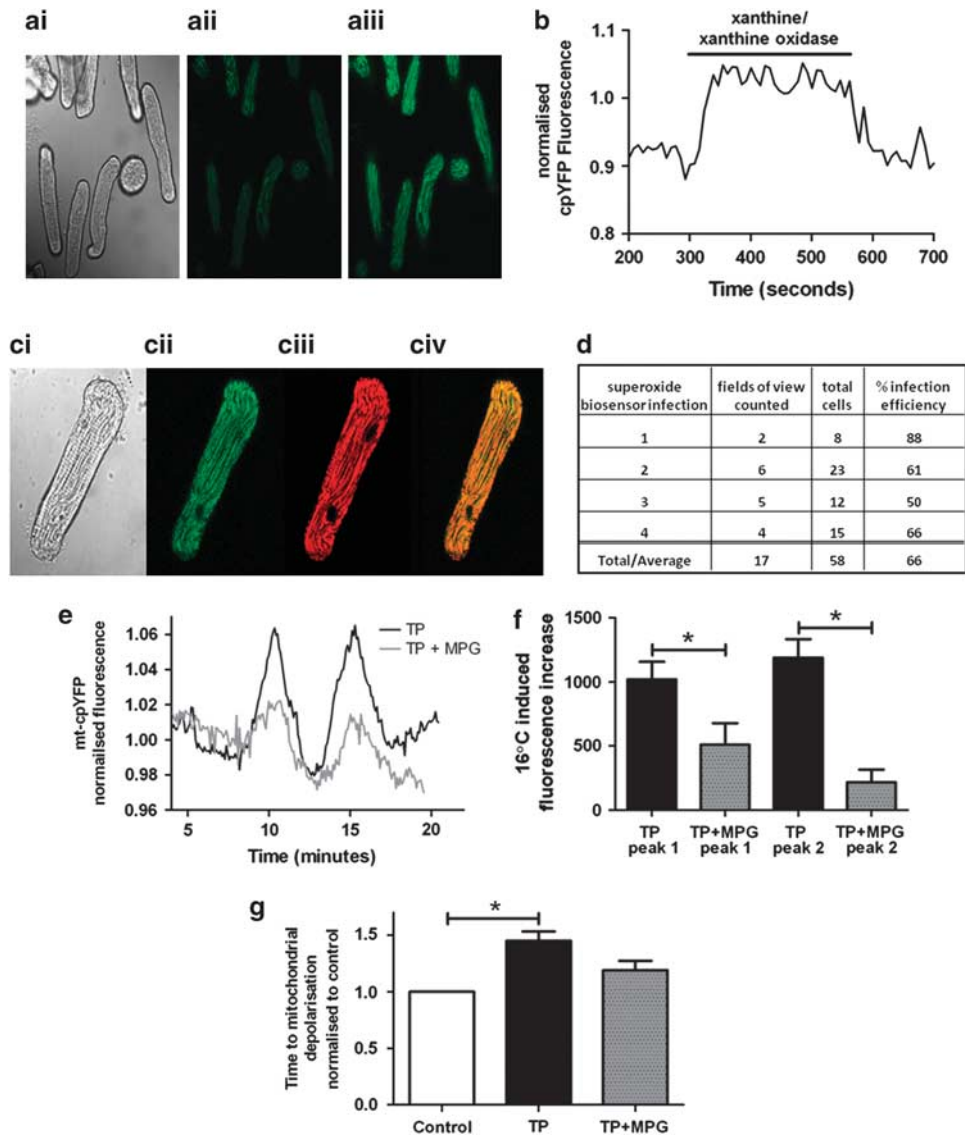 ai
aii
aiii
b
xanthine/
xanthine oxidase
normalised
cpYFP Fluorescence
1.1
1.0
0.9
0.8
200 300 400 500 600 700
Time (seconds)
ci
cii
ciii
civ
d
superoxide biosensor infection | fields of view counted | total cells | % infection efficiency
1 2 8 88
2 6 23 61
3 5 12 50
4 4 15 66
Total/Average 17 58 66
e
mt-cpYFP
normalised fluorescence
1.06
1.04
1.02
1.00
0.98
0.96
TP
TP + MPG
5 10 15 20
Time (minutes)
f
16°C induced
fluorescence increase
1500
1000
500
0
*
*
TP peak 1
TP+MPG peak 1
TP peak 2
TP+MPG peak 2
g
Time to mitochondrial
depolarisation
normalised to control
1.5
1.0
0.5
0.0
*
Control TP TP+MPG